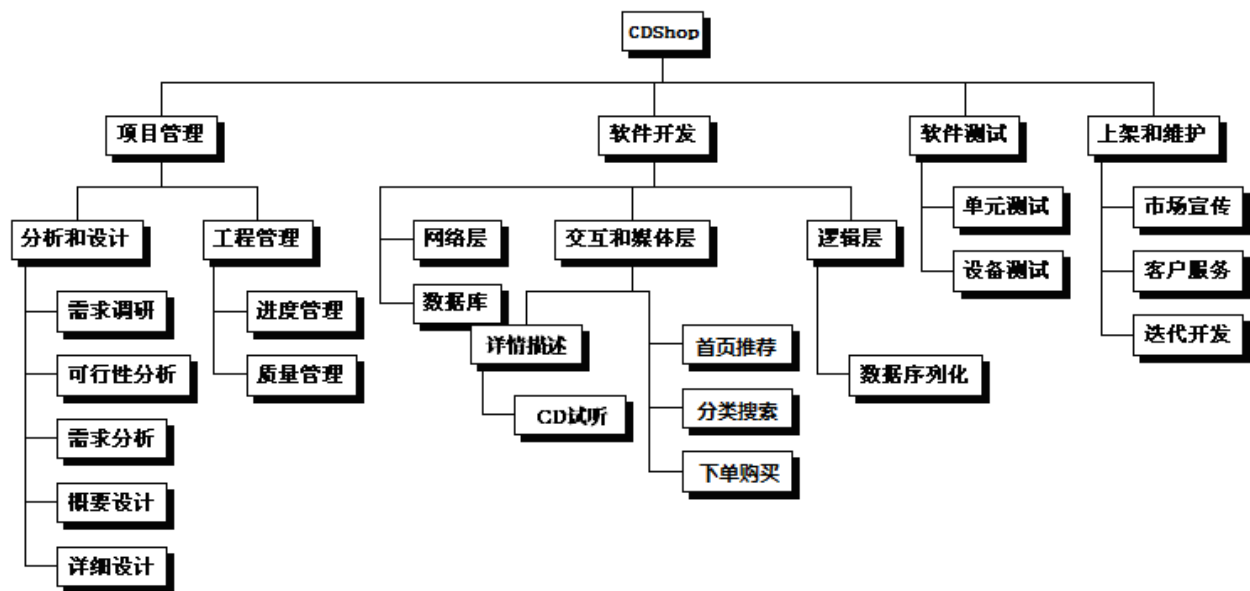 CDShop
项目管理
软件开发
软件测试
上架和维护
分析和设计
工程管理
网络层
交互和媒体层
逻辑层
单元测试
市场宣传
设备测试
客户服务
需求调研
进度管理
数据库
详情描述
首页推荐
迭代开发
可行性分析
质量管理
数据序列化
CD试听
分类搜索
需求分析
下单购买
概要设计
详细设计